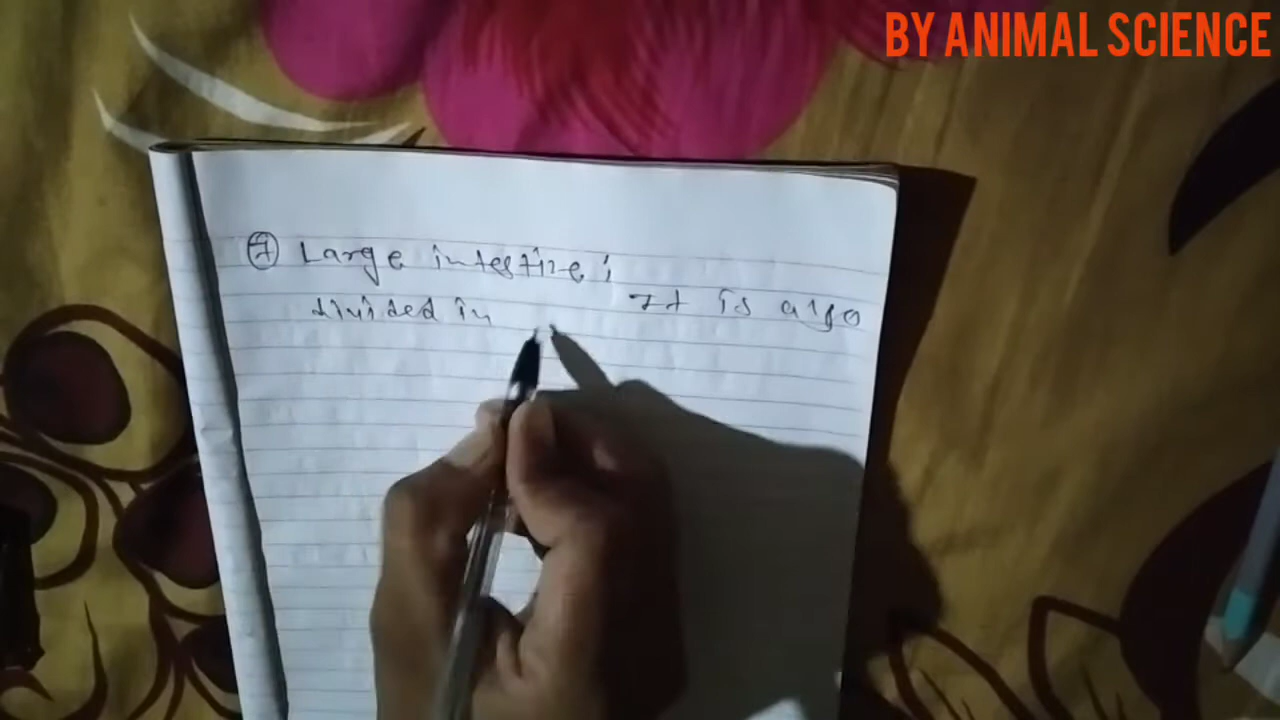 BY ANIMAL SCIENCE
7 Large intestine :
It is also
divided in